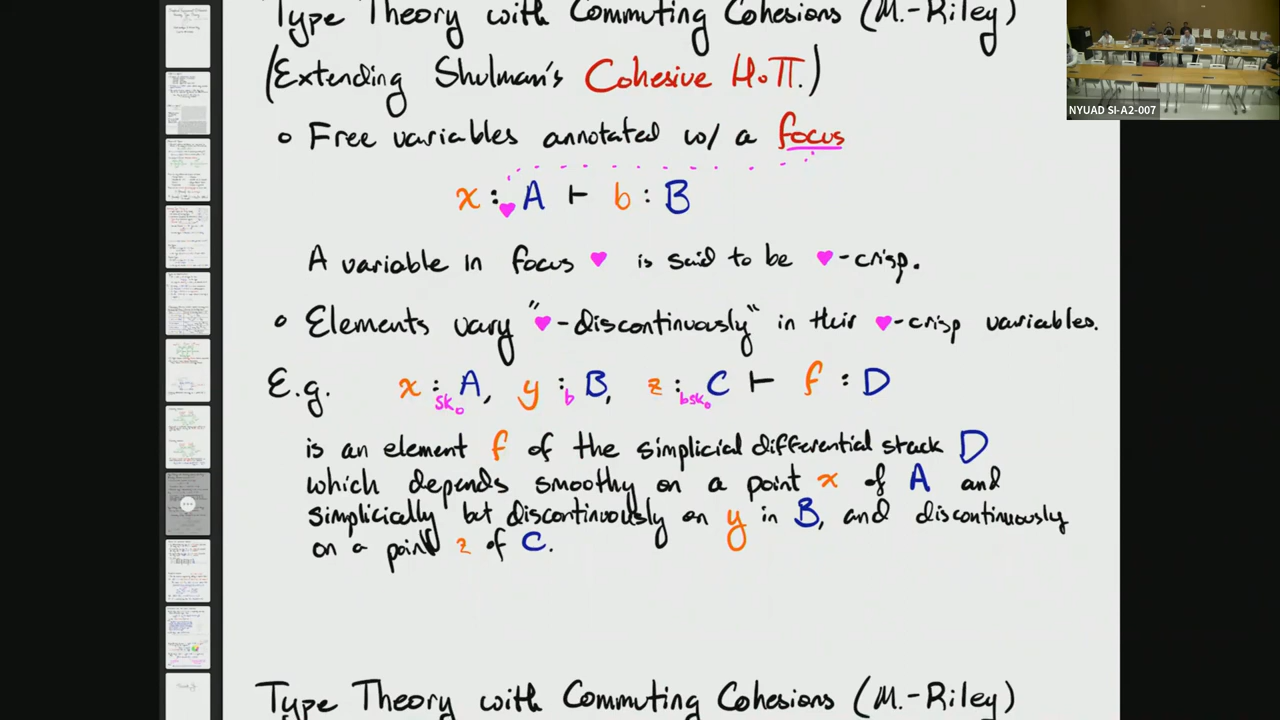 Type Theory with Commuting Cohesions (M.-Riley)
(Extending Shulman's Cohesive HoTT.)
NYUAD SI-A2-007
◦ Free variables annotated w/ a focus
x :♥ A ⊢ b : B
A variable in focus ♥ is said to be ♥-crisp.
◦ Elements vary "♥-discontinuously" in their ♥-crisp variables.
E.g. x :sk₀ A, y :b B, z :bsk₀ C ⊢ f : D
is an element f of the simplicial differential stack D
which depends smoothy on a point x of A and
simplicially but discontinuously on y in B, and discontinuously
on a point z of C.
Type Theory with Commuting Cohesions (M.-Riley)